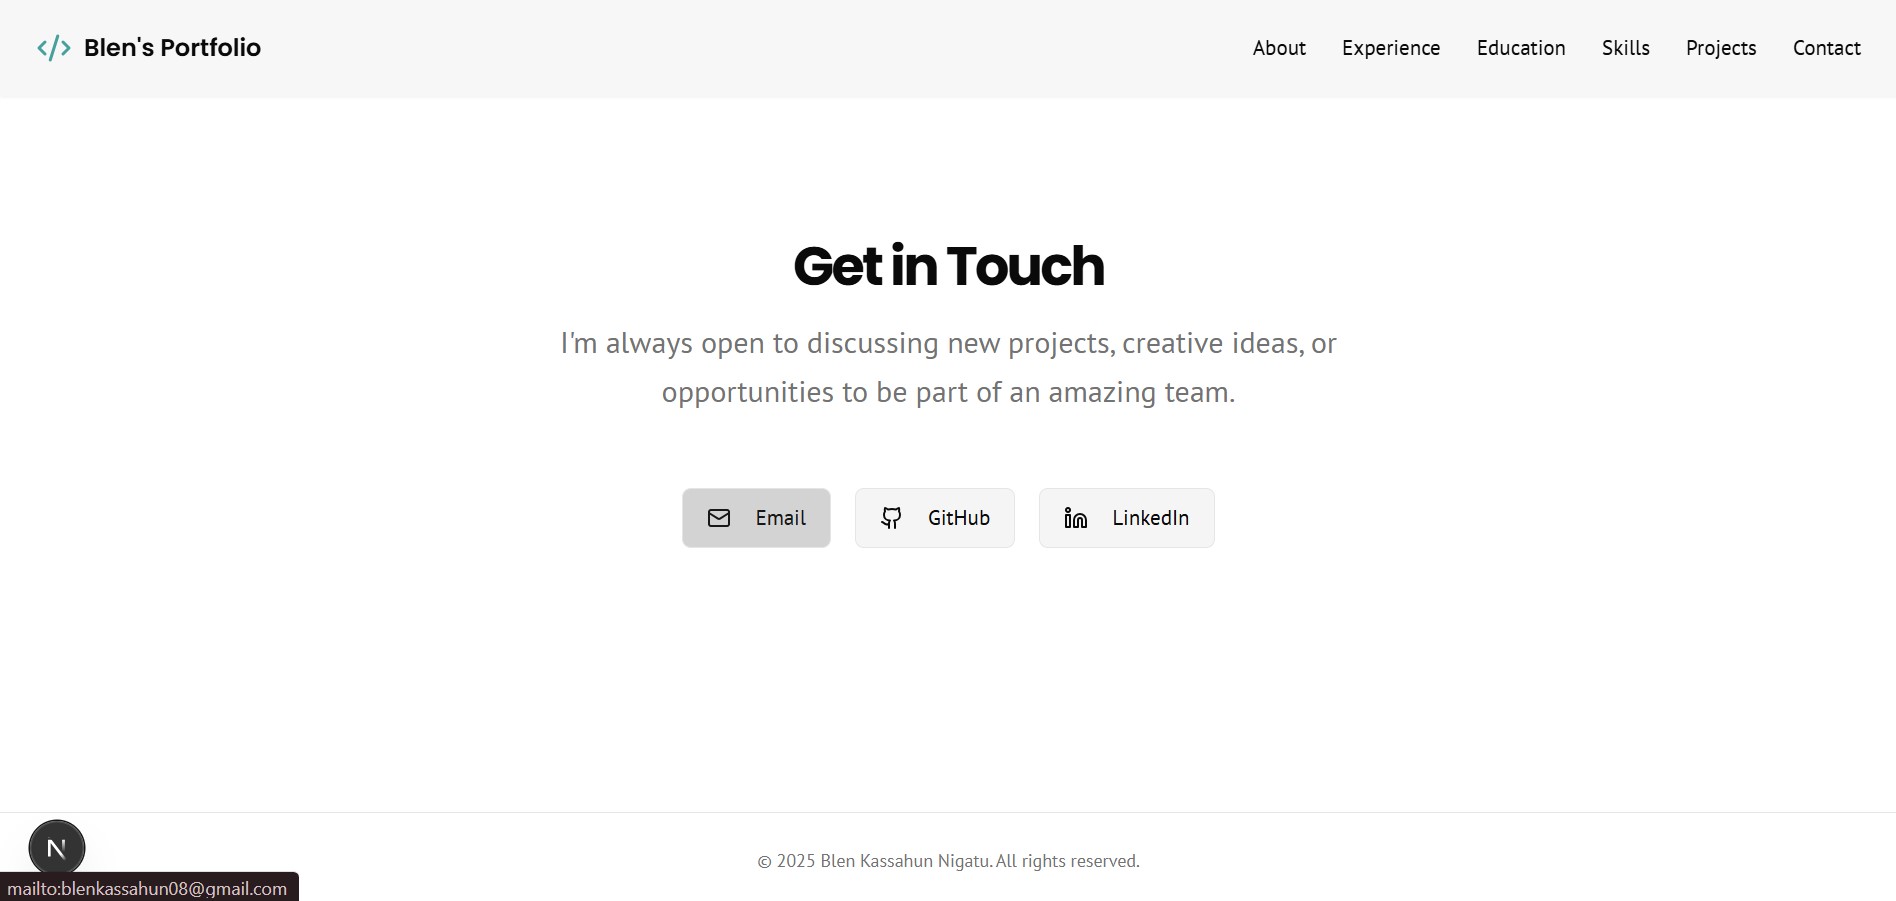 </> Blen's Portfolio
About Experience Education Skills Projects Contact
Get in Touch
I'm always open to discussing new projects, creative ideas, or
opportunities to be part of an amazing team.
Email GitHub LinkedIn
N
© 2025 Blen Kassahun Nigatu. All rights reserved.
mailto:blenkassahun08@gmail.com